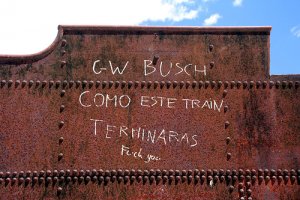 GW BUSCH
COMO ESTE TRAIN
TERMINARAS
Fuck you